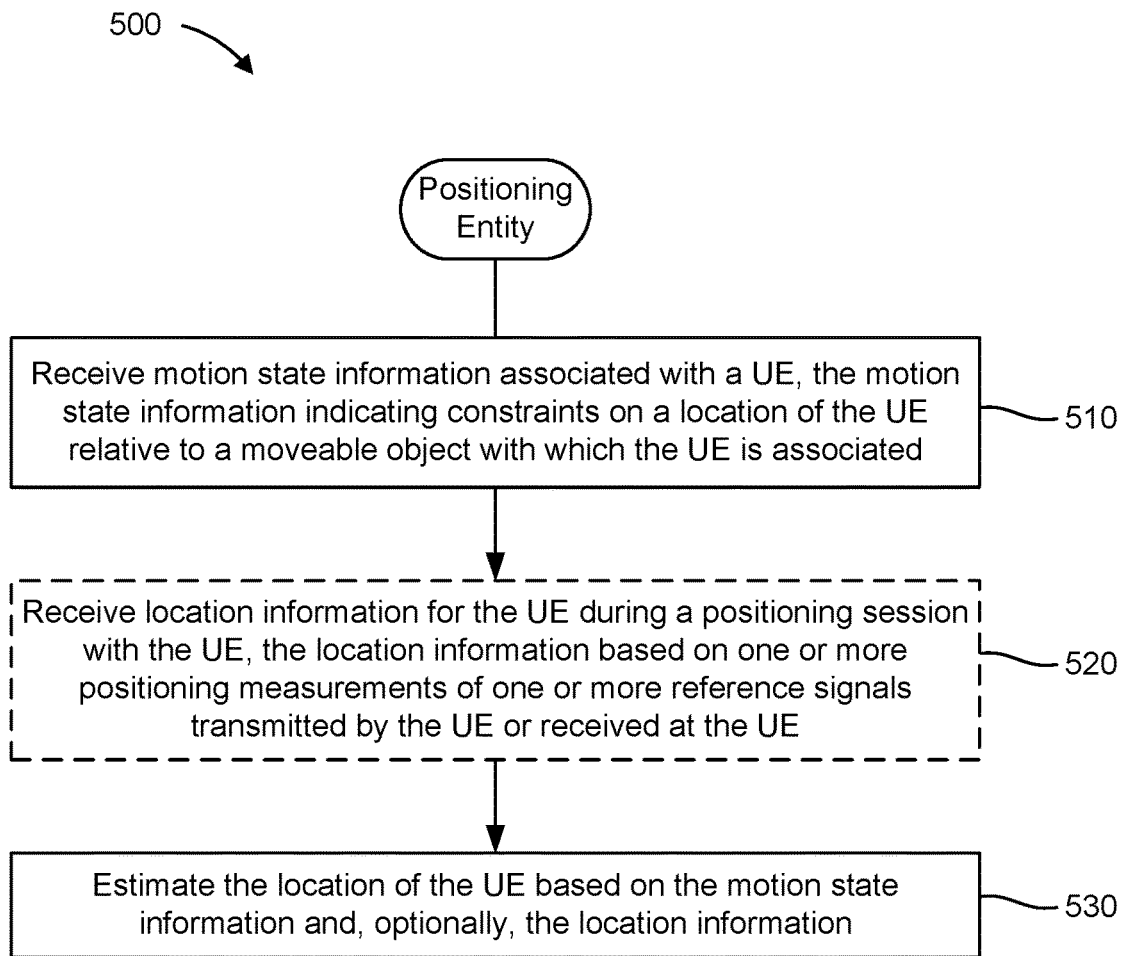 500
Positioning
Entity
Receive motion state information associated with a UE, the motion
state information indicating constraints on a location of the UE
relative to a moveable object with which the UE is associated
510
Receive location information for the UE during a positioning session
with the UE, the location information based on one or more
positioning measurements of one or more reference signals
transmitted by the UE or received at the UE
520
Estimate the location of the UE based on the motion state
information and, optionally, the location information
530